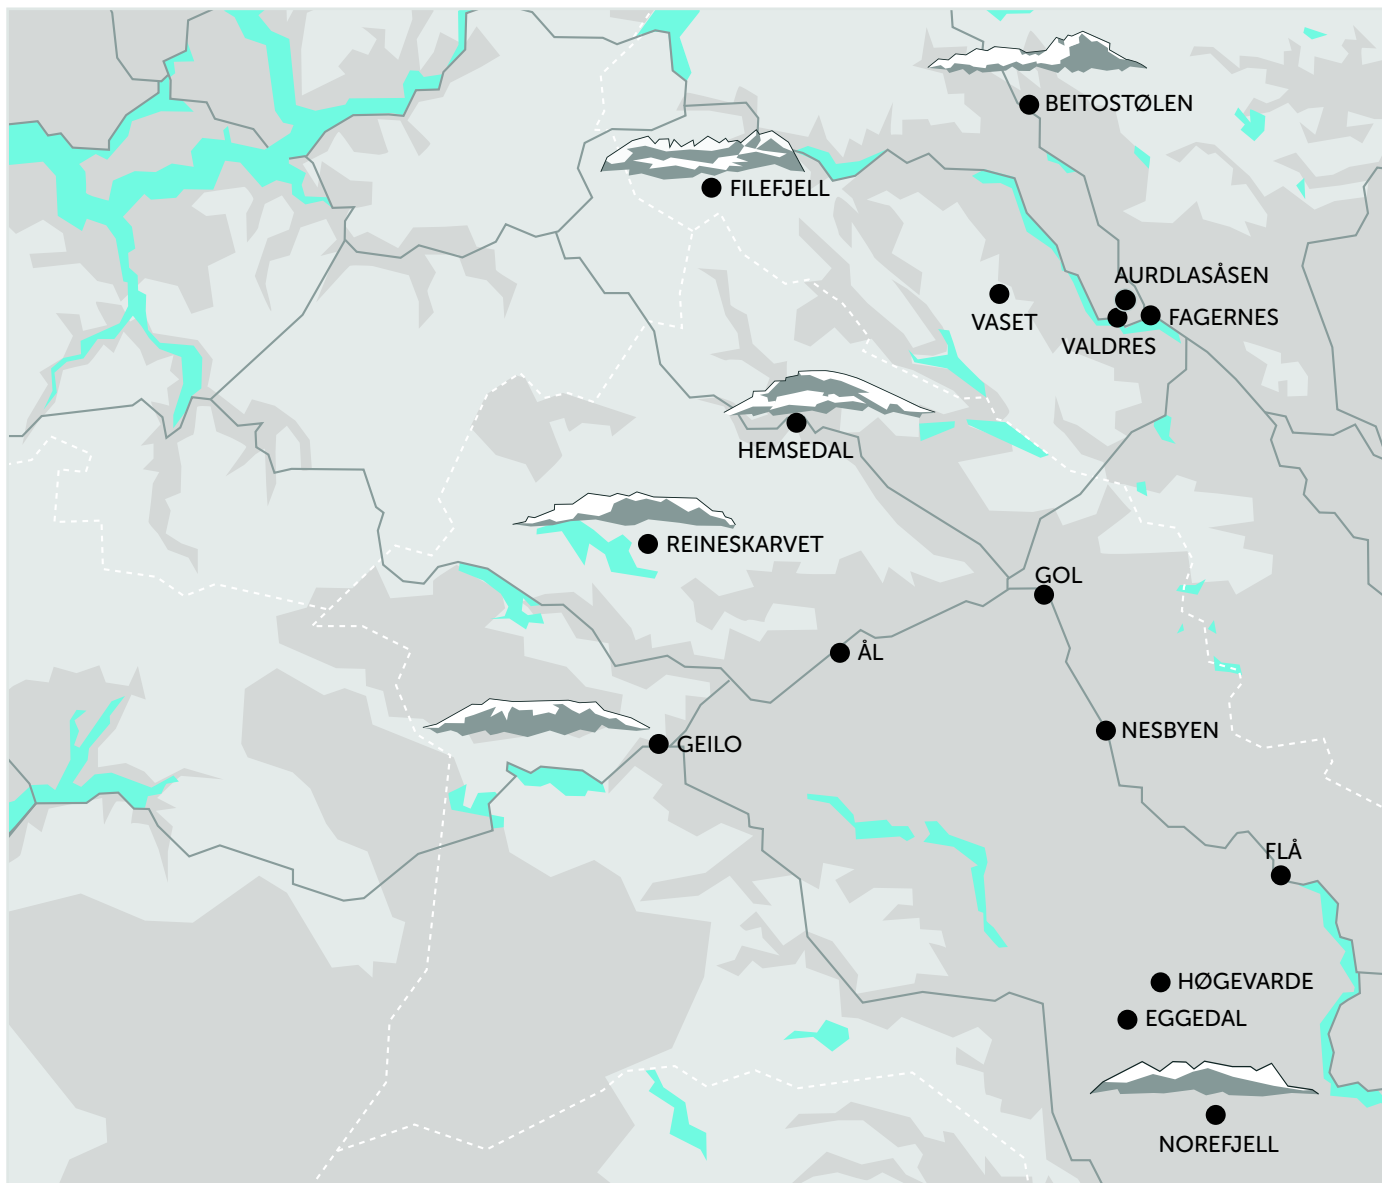 BEITOSTØLEN
FILEFJELL
AURDLASÅSEN
VASET
FAGERNES
VALDRES
HEMSEDAL
REINESKARVET
GOL
ÅL
NESBYEN
GEILO
FLÅ
HØGEVARDE
EGGEDAL
NOREFJELL